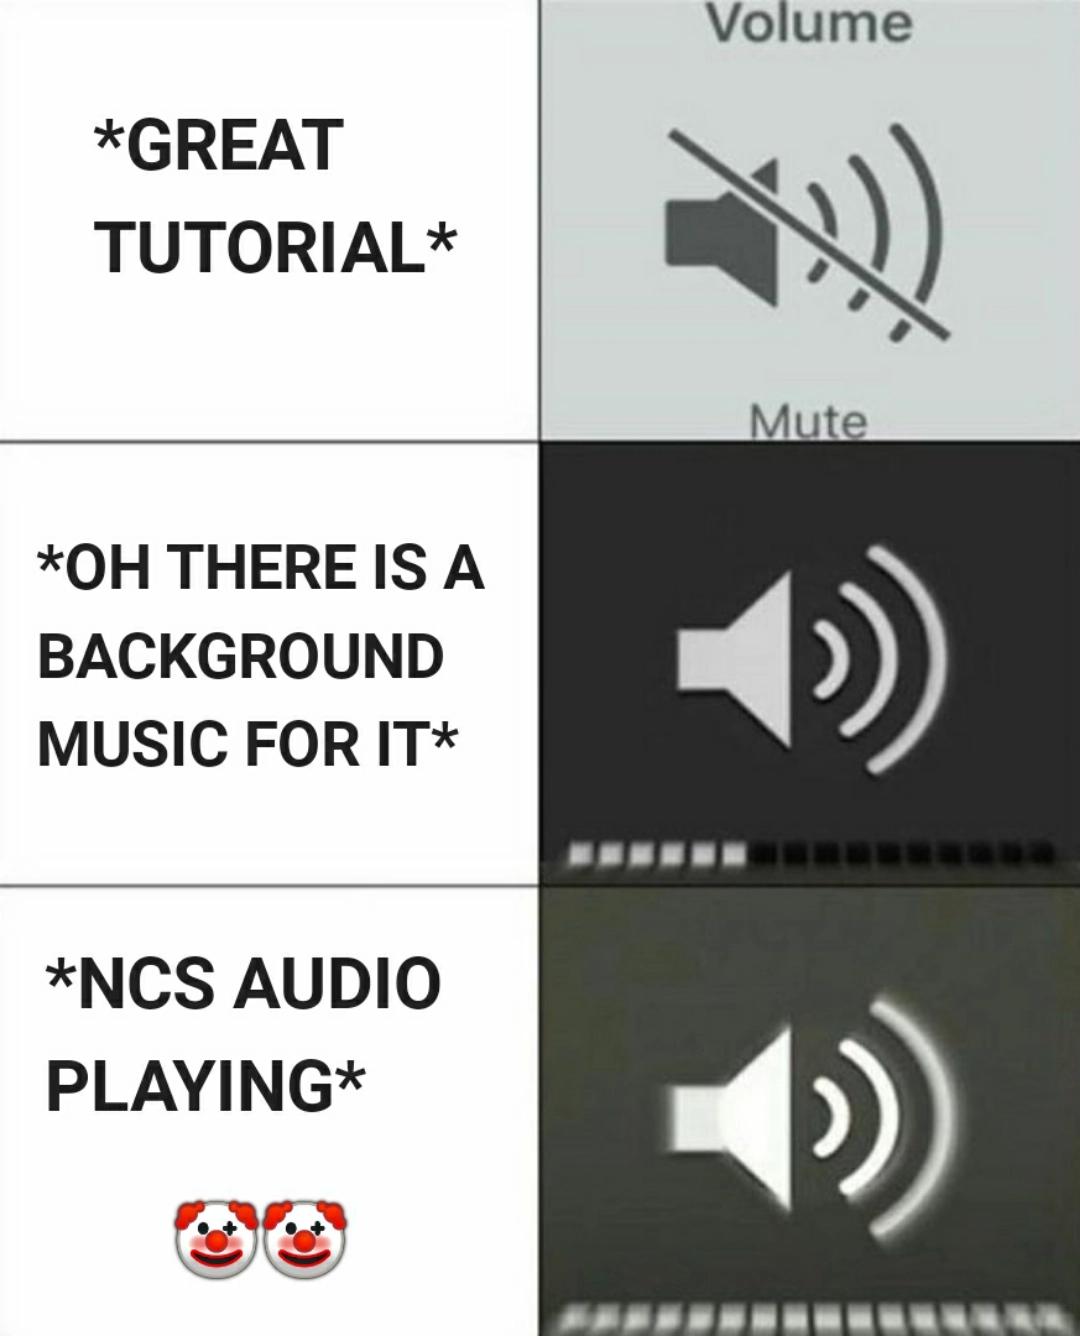 Volume
*GREAT
TUTORIAL*
Mute
*OH THERE IS A
BACKGROUND
MUSIC FOR IT*
*NCS AUDIO
PLAYING*